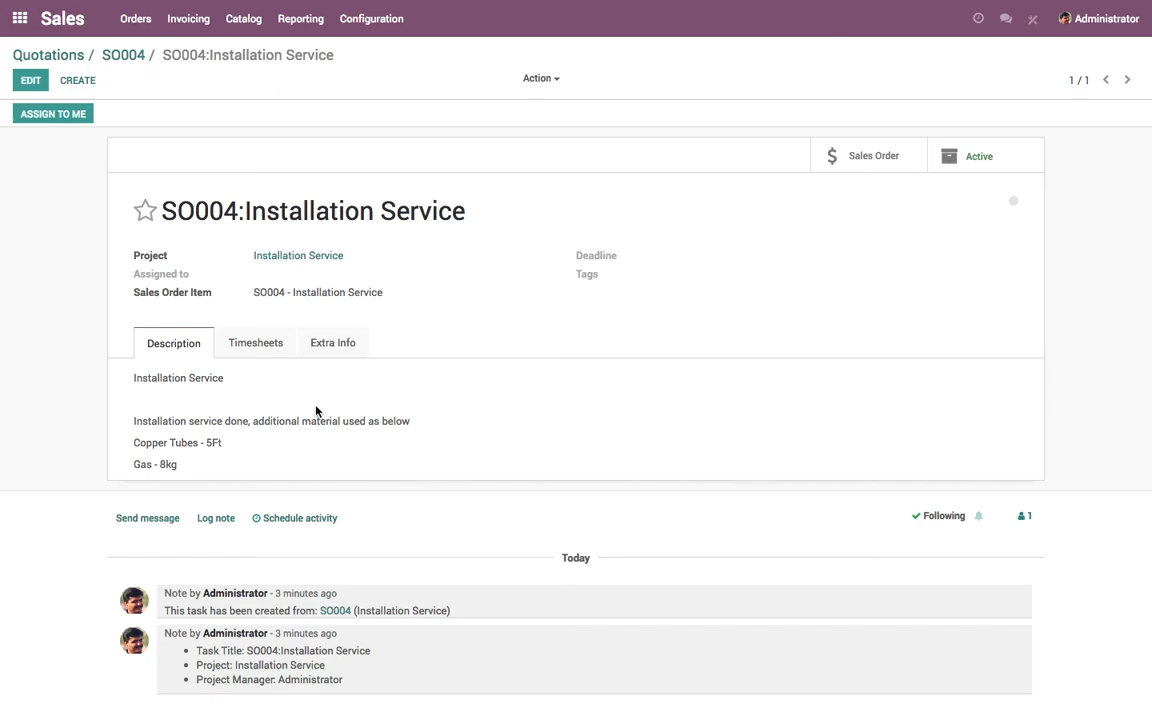 Sales Orders Invoicing Catalog Reporting Configuration Administrator
Quotations / SO004 / SO004:Installation Service
EDIT CREATE Action 1 / 1
ASSIGN TO ME
$ Sales Order Active
SO004:Installation Service
Project Installation Service Deadline
Assigned to Tags
Sales Order Item SO004 - Installation Service
Description Timesheets Extra Info
Installation Service
Installation service done, additional material used as below
Copper Tubes - 5Ft
Gas - 8kg
Send message Log note Schedule activity Following 1
Today
Note by Administrator - 3 minutes ago
This task has been created from: SO004 (Installation Service)
Note by Administrator - 3 minutes ago
• Task Title: SO004:Installation Service
• Project: Installation Service
• Project Manager: Administrator